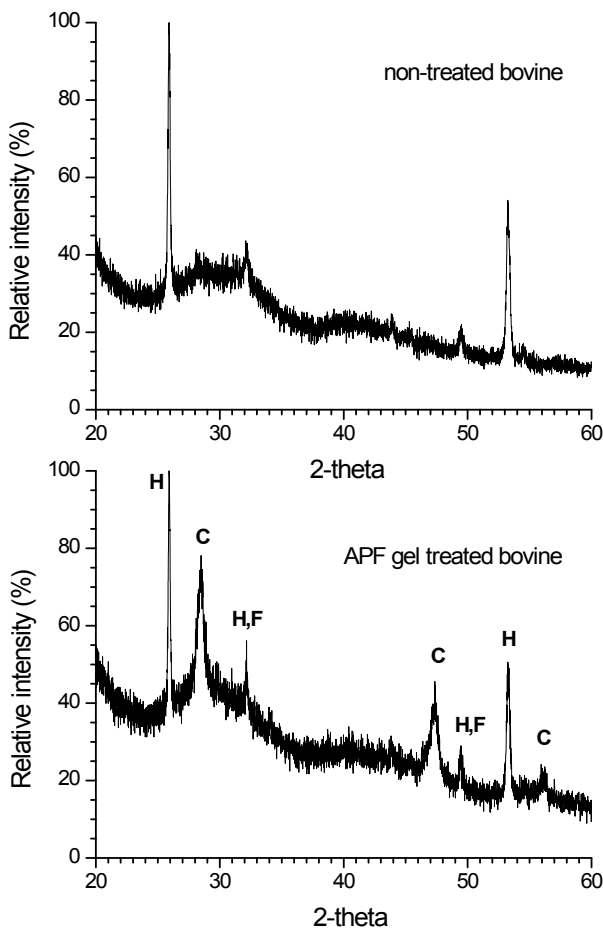 100
non-treated bovine
80
60
40
20
0
Relative intensity (%)
20 30 40 50 60
2-theta
100
H
APF gel treated bovine
C
80
H,F
60
H
C
40
H,F
C
20
0
Relative intensity (%)
20 30 40 50 60
2-theta